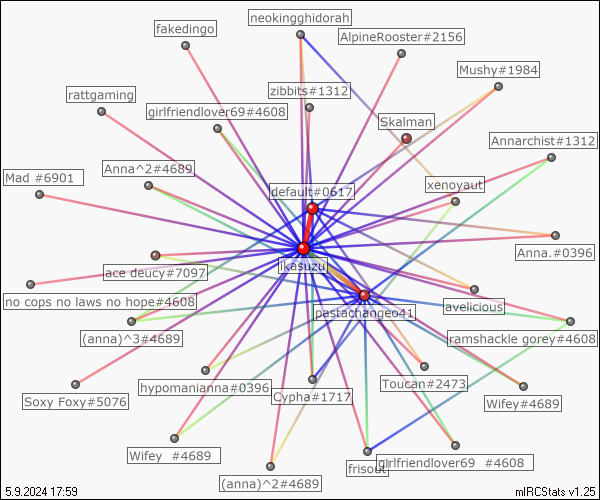 neokingghidorah
fakedingo
AlpineRooster#2156
Mushy#1984
zibbits#1312
rattgaming
girlfriendlover69#4608
Skalman
Annarchist#1312
Anna^2#4689
Mad #6901
xenoyaut
default#0617
Anna.#0396
ikasuzu
ace deucy#7097
no cops no laws no hope#4608
avelicious
pastachangeo41
(anna)^3#4689
ramshackle gorey#4608
hypomanianna#0396
Toucan#2473
Soxy Foxy#5076
Cypha#1717
Wifey#4689
Wifey  #4689
frisout
girlfriendlover69  #4608
(anna)^2#4689
5.9.2024 17:59
mIRCStats v1.25